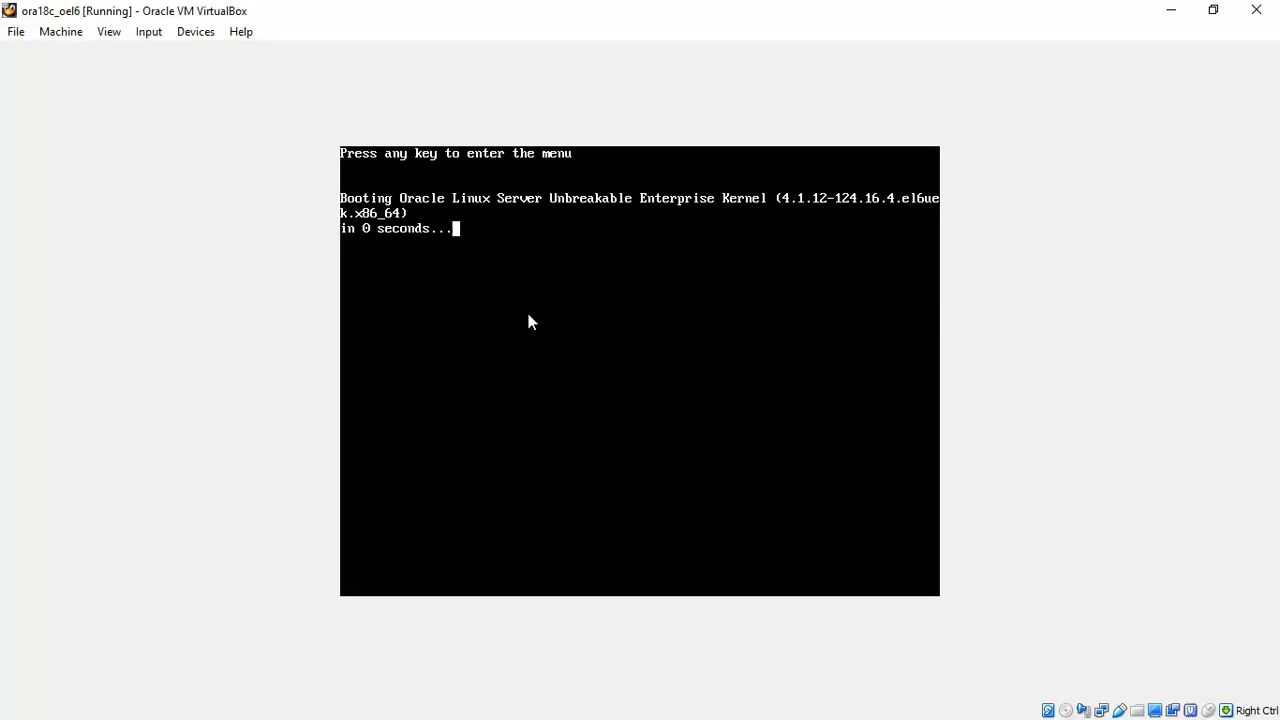 ora18c_oel6 [Running] - Oracle VM VirtualBox
File Machine View Input Devices Help
Press any key to enter the menu
Booting Oracle Linux Server Unbreakable Enterprise Kernel (4.1.12-124.16.4.el6ue
k.x86_64)
in 0 seconds...
Right Ctrl